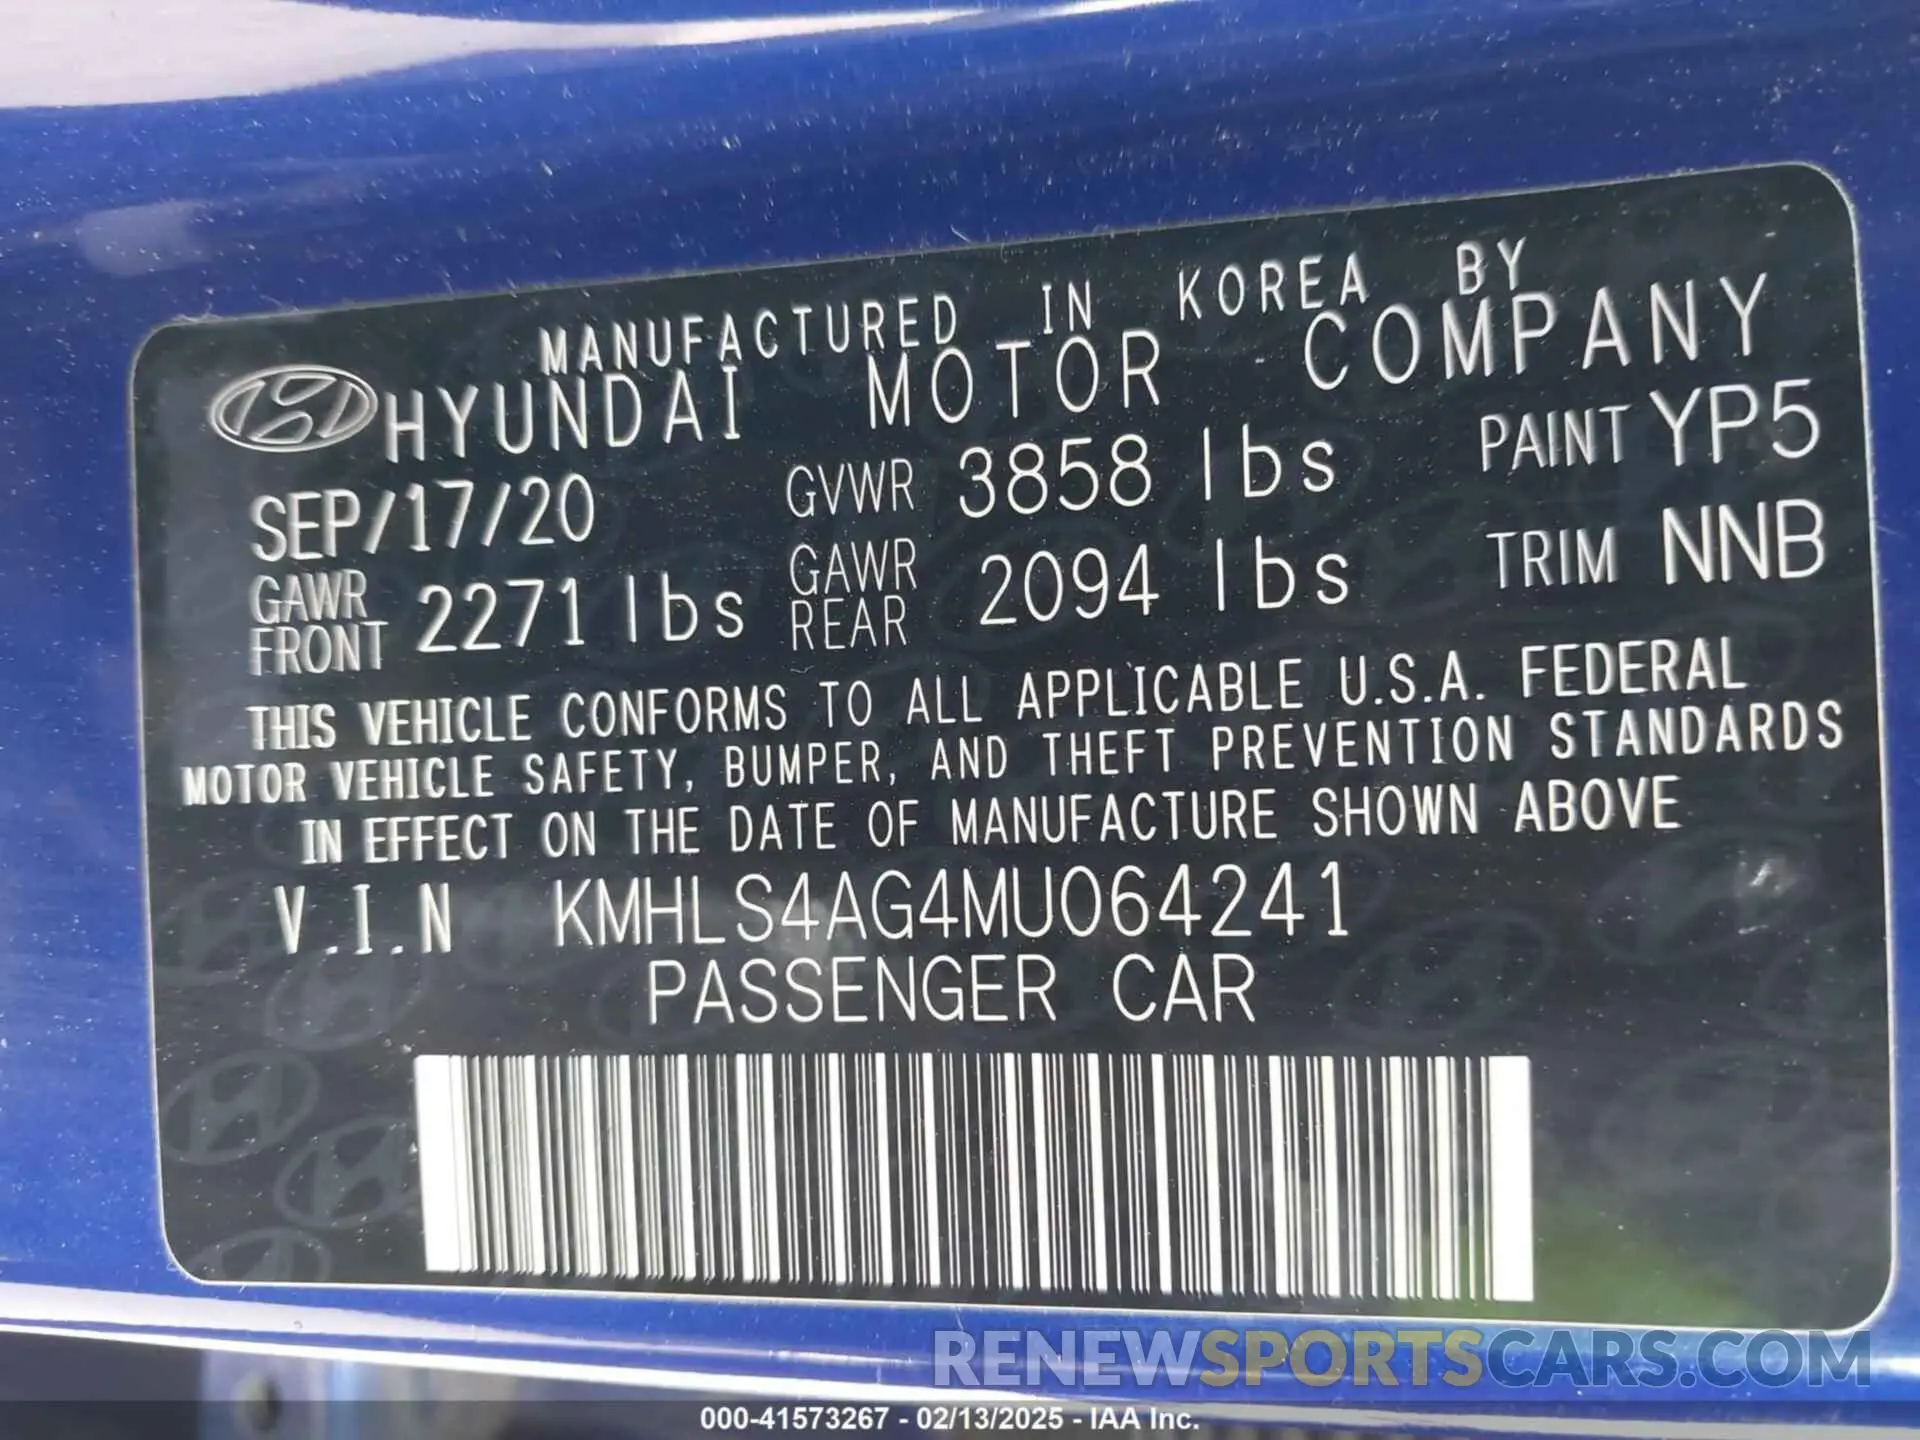 MANUFACTURED IN KOREA BY
HYUNDAI MOTOR COMPANY
SEP/17/20 GVWR 3858 lbs PAINT YP5
GAWR FRONT 2271 lbs GAWR REAR 2094 lbs TRIM NNB
THIS VEHICLE CONFORMS TO ALL APPLICABLE U.S.A. FEDERAL
MOTOR VEHICLE SAFETY, BUMPER, AND THEFT PREVENTION STANDARDS
IN EFFECT ON THE DATE OF MANUFACTURE SHOWN ABOVE
V.I.N KMHLS4AG4MU064241
PASSENGER CAR
RENEWSPORTSCARS.COM
000-41573267 - 02/13/2025 - IAA Inc.